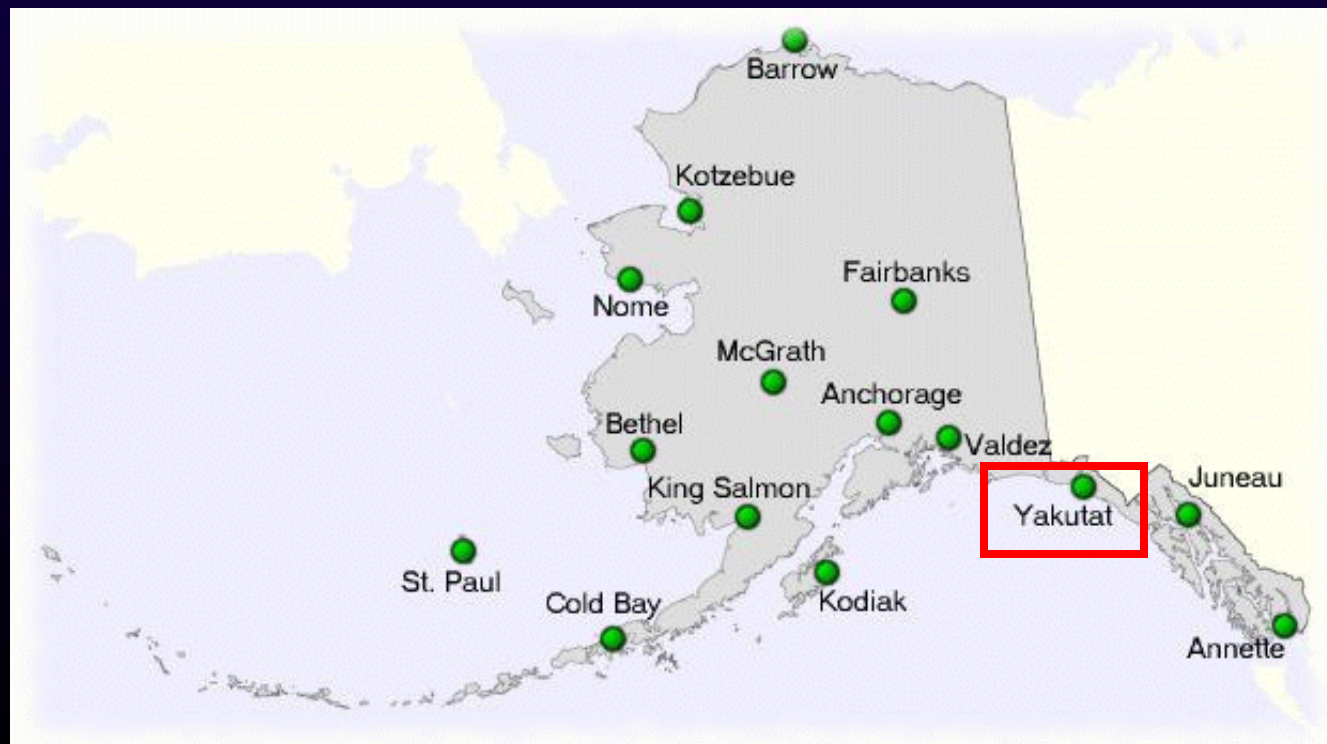 Barrow
Kotzebue
Fairbanks
Nome
McGrath
Anchorage
Bethel
Valdez
Juneau
King Salmon
Yakutat
St. Paul
Cold Bay
Kodiak
Annette